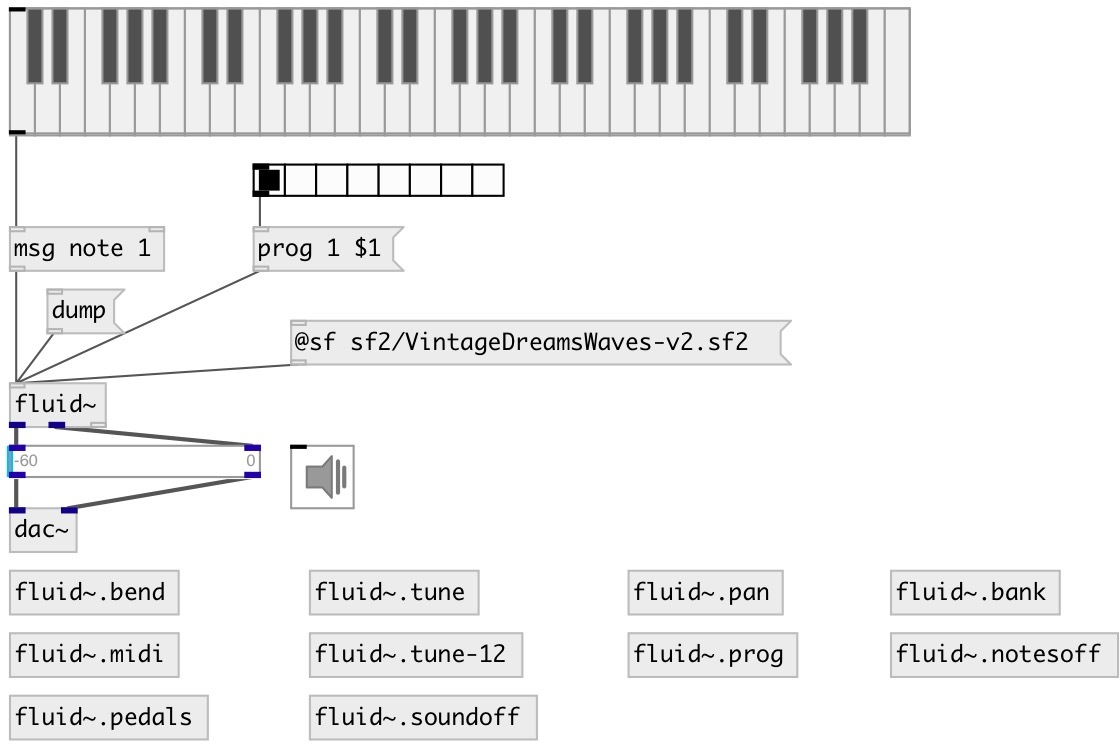 msg note 1
prog 1 $1
dump
@sf sf2/VintageDreamsWaves-v2.sf2
fluid~
-60 0
dac~
fluid~.bend fluid~.tune fluid~.pan fluid~.bank
fluid~.midi fluid~.tune-12 fluid~.prog fluid~.notesoff
fluid~.pedals fluid~.soundoff